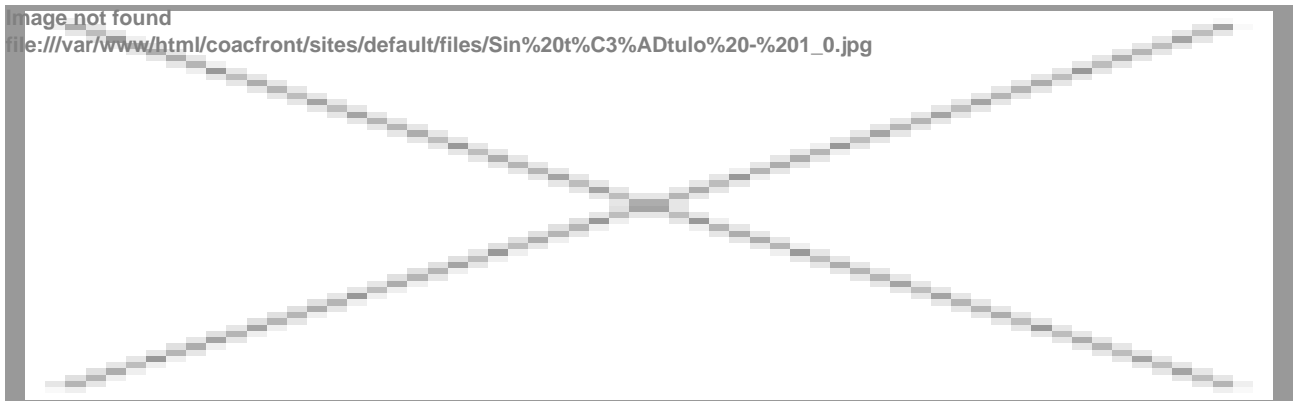 Image not found
file:///var/www/html/coacfront/sites/default/files/Sin%20t%C3%ADtulo%20-%201_0.jpg